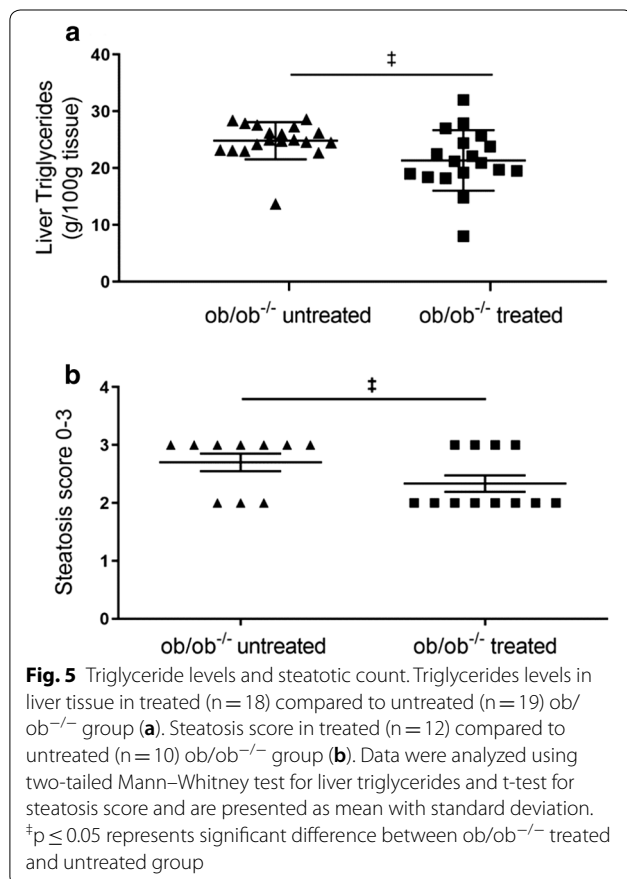 a
‡
40
30
20
10
0
Liver Triglycerides
(g/100g tissue)
ob/ob-/- untreated
ob/ob-/- treated
b
‡
4
3
2
1
0
Steatosis score 0-3
ob/ob-/- untreated
ob/ob-/- treated
Fig. 5 Triglyceride levels and steatotic count. Triglycerides levels in
liver tissue in treated (n = 18) compared to untreated (n = 19) ob/
ob−/− group (a). Steatosis score in treated (n = 12) compared to
untreated (n = 10) ob/ob−/− group (b). Data were analyzed using
two-tailed Mann–Whitney test for liver triglycerides and t-test for
steatosis score and are presented as mean with standard deviation.
‡p ≤ 0.05 represents significant difference between ob/ob−/− treated
and untreated group